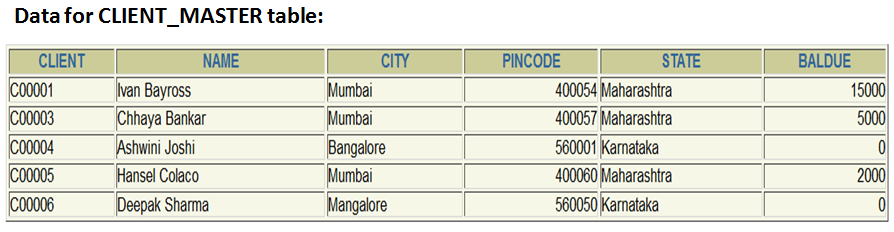 Data for CLIENT_MASTER table:
CLIENT NAME CITY PINCODE STATE BALDUE
C00001 Ivan Bayross Mumbai 400054 Maharashtra 15000
C00003 Chhaya Bankar Mumbai 400057 Maharashtra 5000
C00004 Ashwini Joshi Bangalore 560001 Karnataka 0
C00005 Hansel Colaco Mumbai 400060 Maharashtra 2000
C00006 Deepak Sharma Mangalore 560050 Karnataka 0